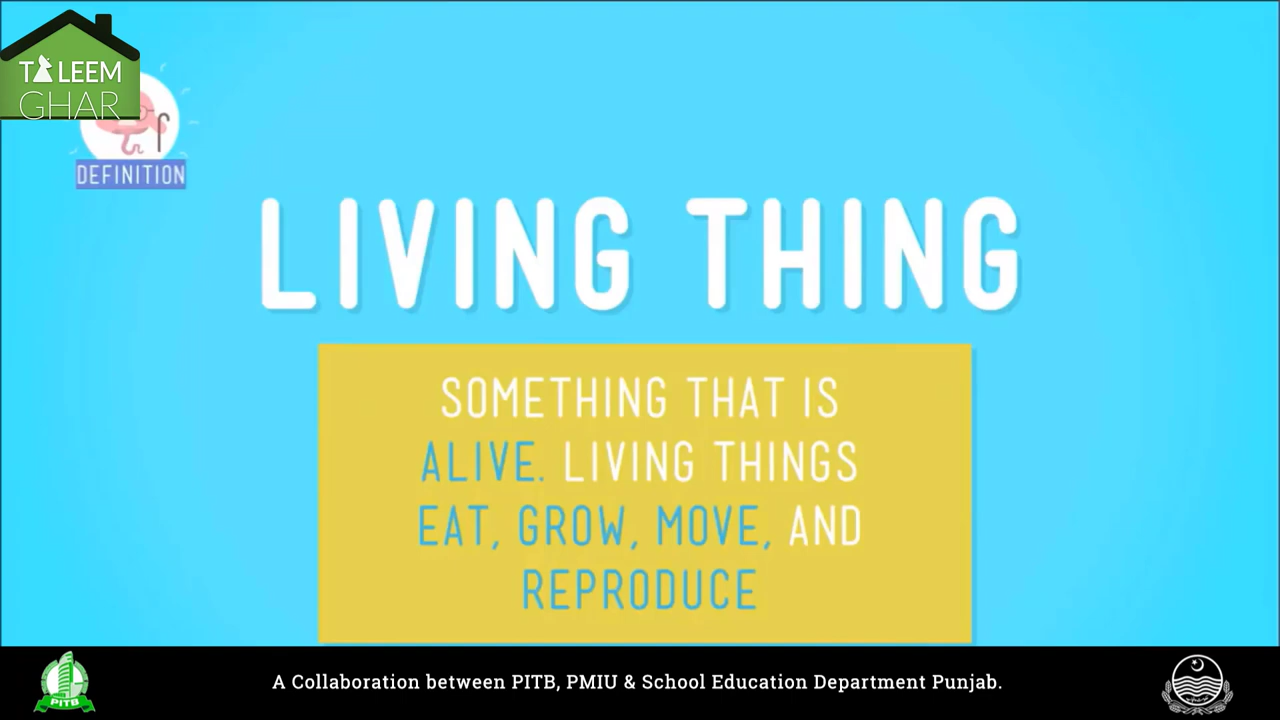 TALEEM
GHAR
DEFINITION
LIVING THING
SOMETHING THAT IS
ALIVE. LIVING THINGS
EAT, GROW, MOVE, AND
REPRODUCE
PITB
A Collaboration between PITB, PMIU & School Education Department Punjab.